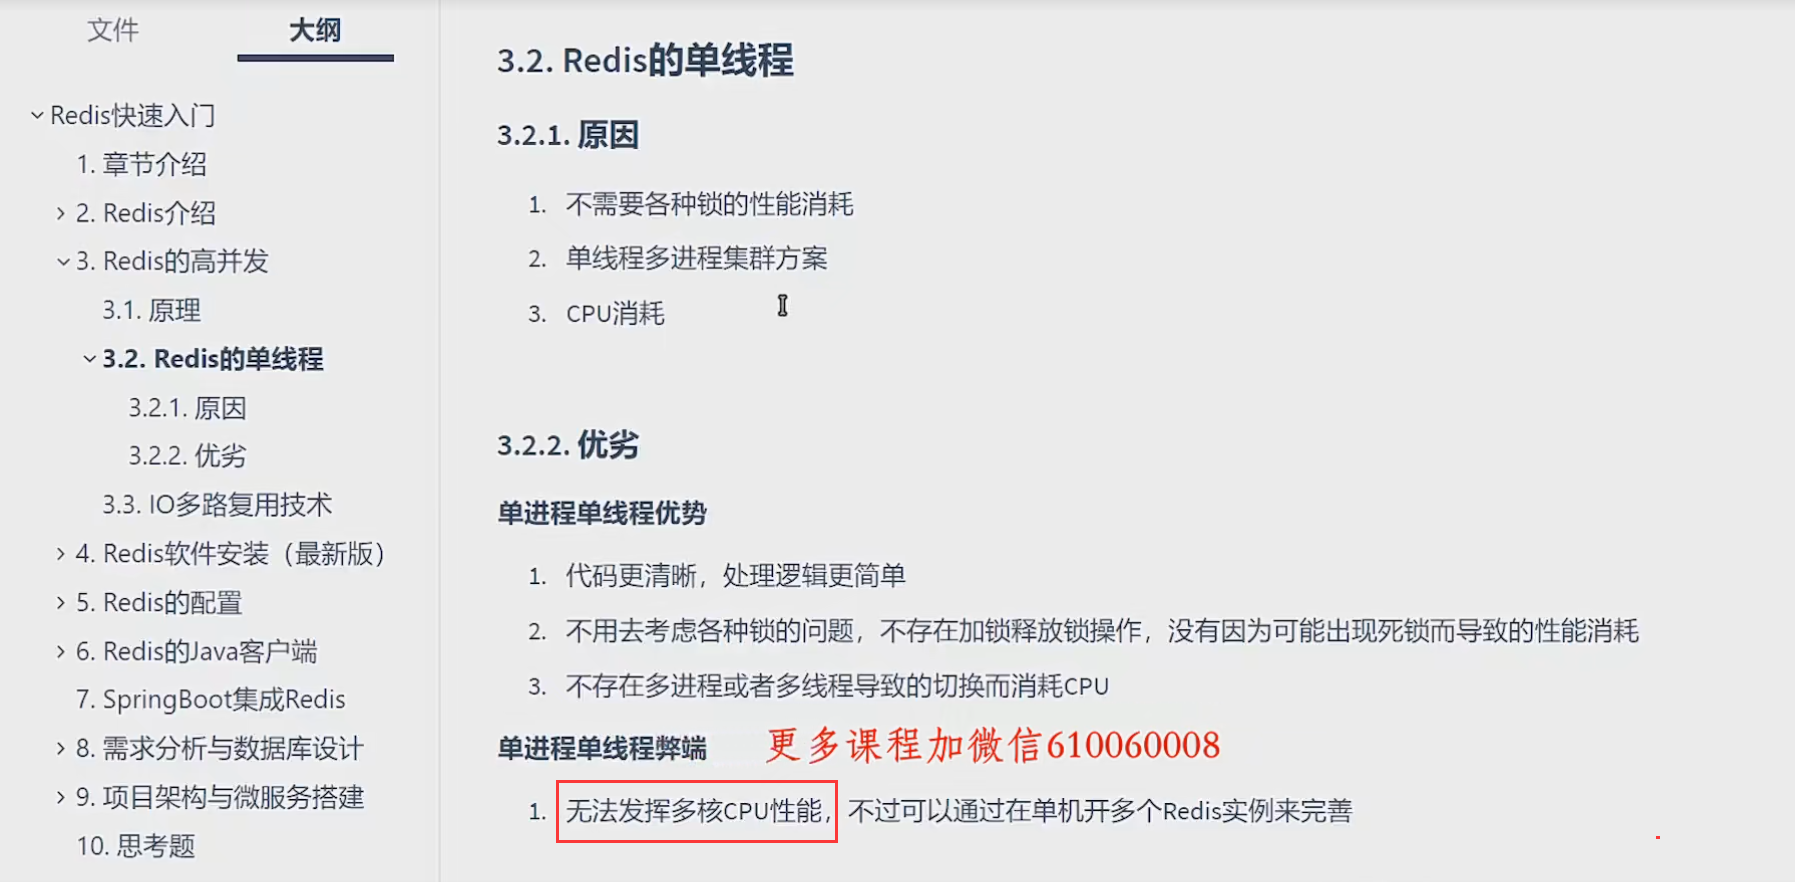 文件
大纲
Redis快速入门
1. 章节介绍
2. Redis介绍
3. Redis的高并发
3.1. 原理
3.2. Redis的单线程
3.2.1. 原因
3.2.2. 优劣
3.3. IO多路复用技术
4. Redis软件安装（最新版）
5. Redis的配置
6. Redis的Java客户端
7. SpringBoot集成Redis
8. 需求分析与数据库设计
9. 项目架构与微服务搭建
10. 思考题
3.2. Redis的单线程
3.2.1. 原因
1. 不需要各种锁的性能消耗
2. 单线程多进程集群方案
3. CPU消耗
3.2.2. 优劣
单进程单线程优势
1. 代码更清晰，处理逻辑更简单
2. 不用去考虑各种锁的问题，不存在加锁释放锁操作，没有因为可能出现死锁而导致的性能消耗
3. 不存在多进程或者多线程导致的切换而消耗CPU
单进程单线程弊端
更多课程加微信610060008
1. 无法发挥多核CPU性能，不过可以通过在单机开多个Redis实例来完善